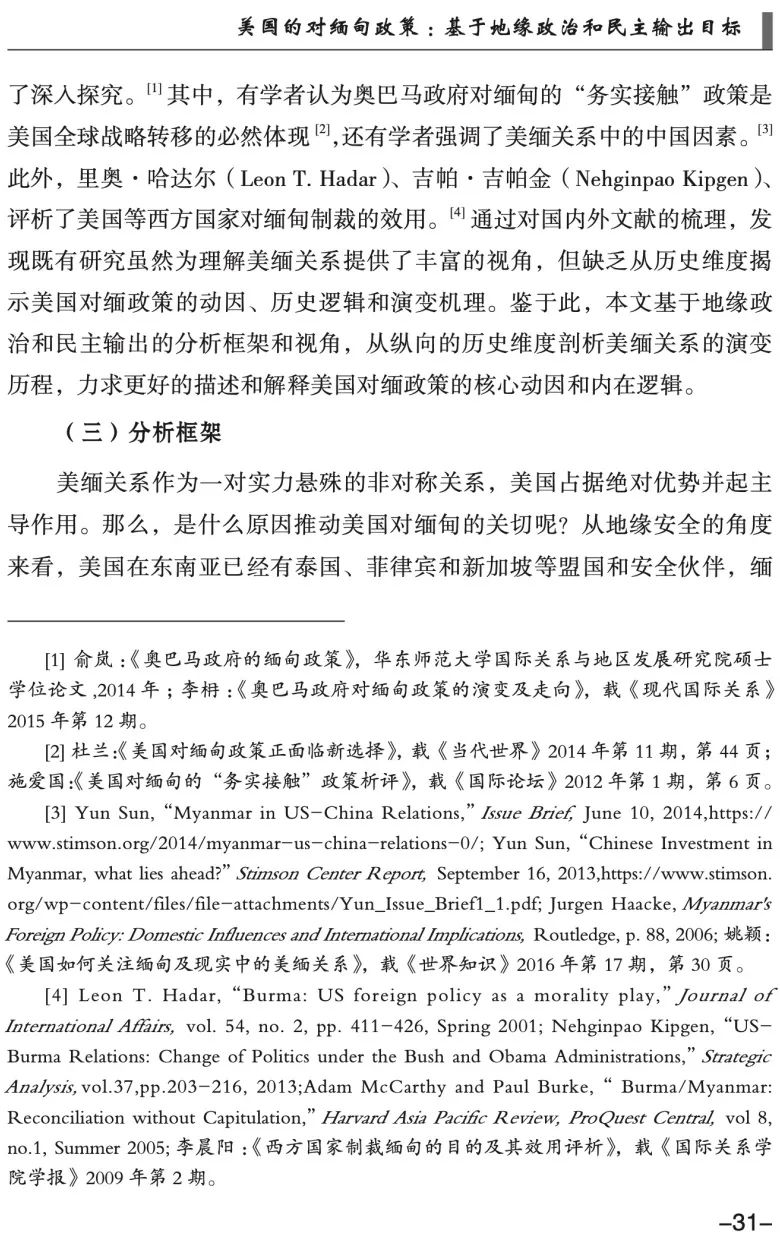 美国的对缅甸政策：基于地缘政治和民主输出目标
了深入探究。[1]其中，有学者认为奥巴马政府对缅甸的“务实接触”政策是
美国全球战略转移的必然体现[2],还有学者强调了美缅关系中的中国因素。[3]
此外，里奥·哈达尔（Leon T. Hadar）、吉帕·吉帕金（Nehginpao Kipgen）、
评析了美国等西方国家对缅甸制裁的效用。[4]通过对国内外文献的梳理，发
现既有研究虽然为理解美缅关系提供了丰富的视角，但缺乏从历史维度揭
示美国对缅政策的动因、历史逻辑和演变机理。鉴于此，本文基于地缘政
治和民主输出的分析框架和视角，从纵向的历史维度剖析美缅关系的演变
历程，力求更好的描述和解释美国对缅政策的核心动因和内在逻辑。
（三）分析框架
美缅关系作为一对实力悬殊的非对称关系，美国占据绝对优势并起主
导作用。那么，是什么原因推动美国对缅甸的关切呢？从地缘安全的角度
来看，美国在东南亚已经有泰国、菲律宾和新加坡等盟国和安全伙伴，缅
[1] 俞岚：《奥巴马政府的缅甸政策》，华东师范大学国际关系与地区发展研究院硕士
学位论文,2014 年；李枏：《奥巴马政府对缅甸政策的演变及走向》，载《现代国际关系》
2015 年第 12 期。
[2] 杜兰：《美国对缅甸政策正面临新选择》，载《当代世界》2014 年第 11 期，第 44 页；
施爱国：《美国对缅甸的“务实接触”政策析评》，载《国际论坛》2012 年第 1 期，第 6 页。
[3] Yun Sun, “Myanmar in US-China Relations,” Issue Brief, June 10, 2014,https://
www.stimson.org/2014/myanmar-us-china-relations-0/; Yun Sun, “Chinese Investment in
Myanmar, what lies ahead?” Stimson Center Report, September 16, 2013,https://www.stimson.
org/wp-content/files/file-attachments/Yun_Issue_Brief1_1.pdf; Jurgen Haacke, Myanmar's
Foreign Policy: Domestic Influences and International Implications, Routledge, p. 88, 2006; 姚颖：
《美国如何关注缅甸及现实中的美缅关系》，载《世界知识》2016 年第 17 期，第 30 页。
[4] Leon T. Hadar, “Burma: US foreign policy as a morality play,” Journal of
International Affairs, vol. 54, no. 2, pp. 411-426, Spring 2001; Nehginpao Kipgen, “US-
Burma Relations: Change of Politics under the Bush and Obama Administrations,” Strategic
Analysis,vol.37,pp.203-216, 2013;Adam McCarthy and Paul Burke, “ Burma/Myanmar:
Reconciliation without Capitulation,” Harvard Asia Pacific Review, ProQuest Central, vol 8,
no.1, Summer 2005; 李晨阳：《西方国家制裁缅甸的目的及其效用评析》，载《国际关系学
院学报》2009 年第 2 期。
-31-